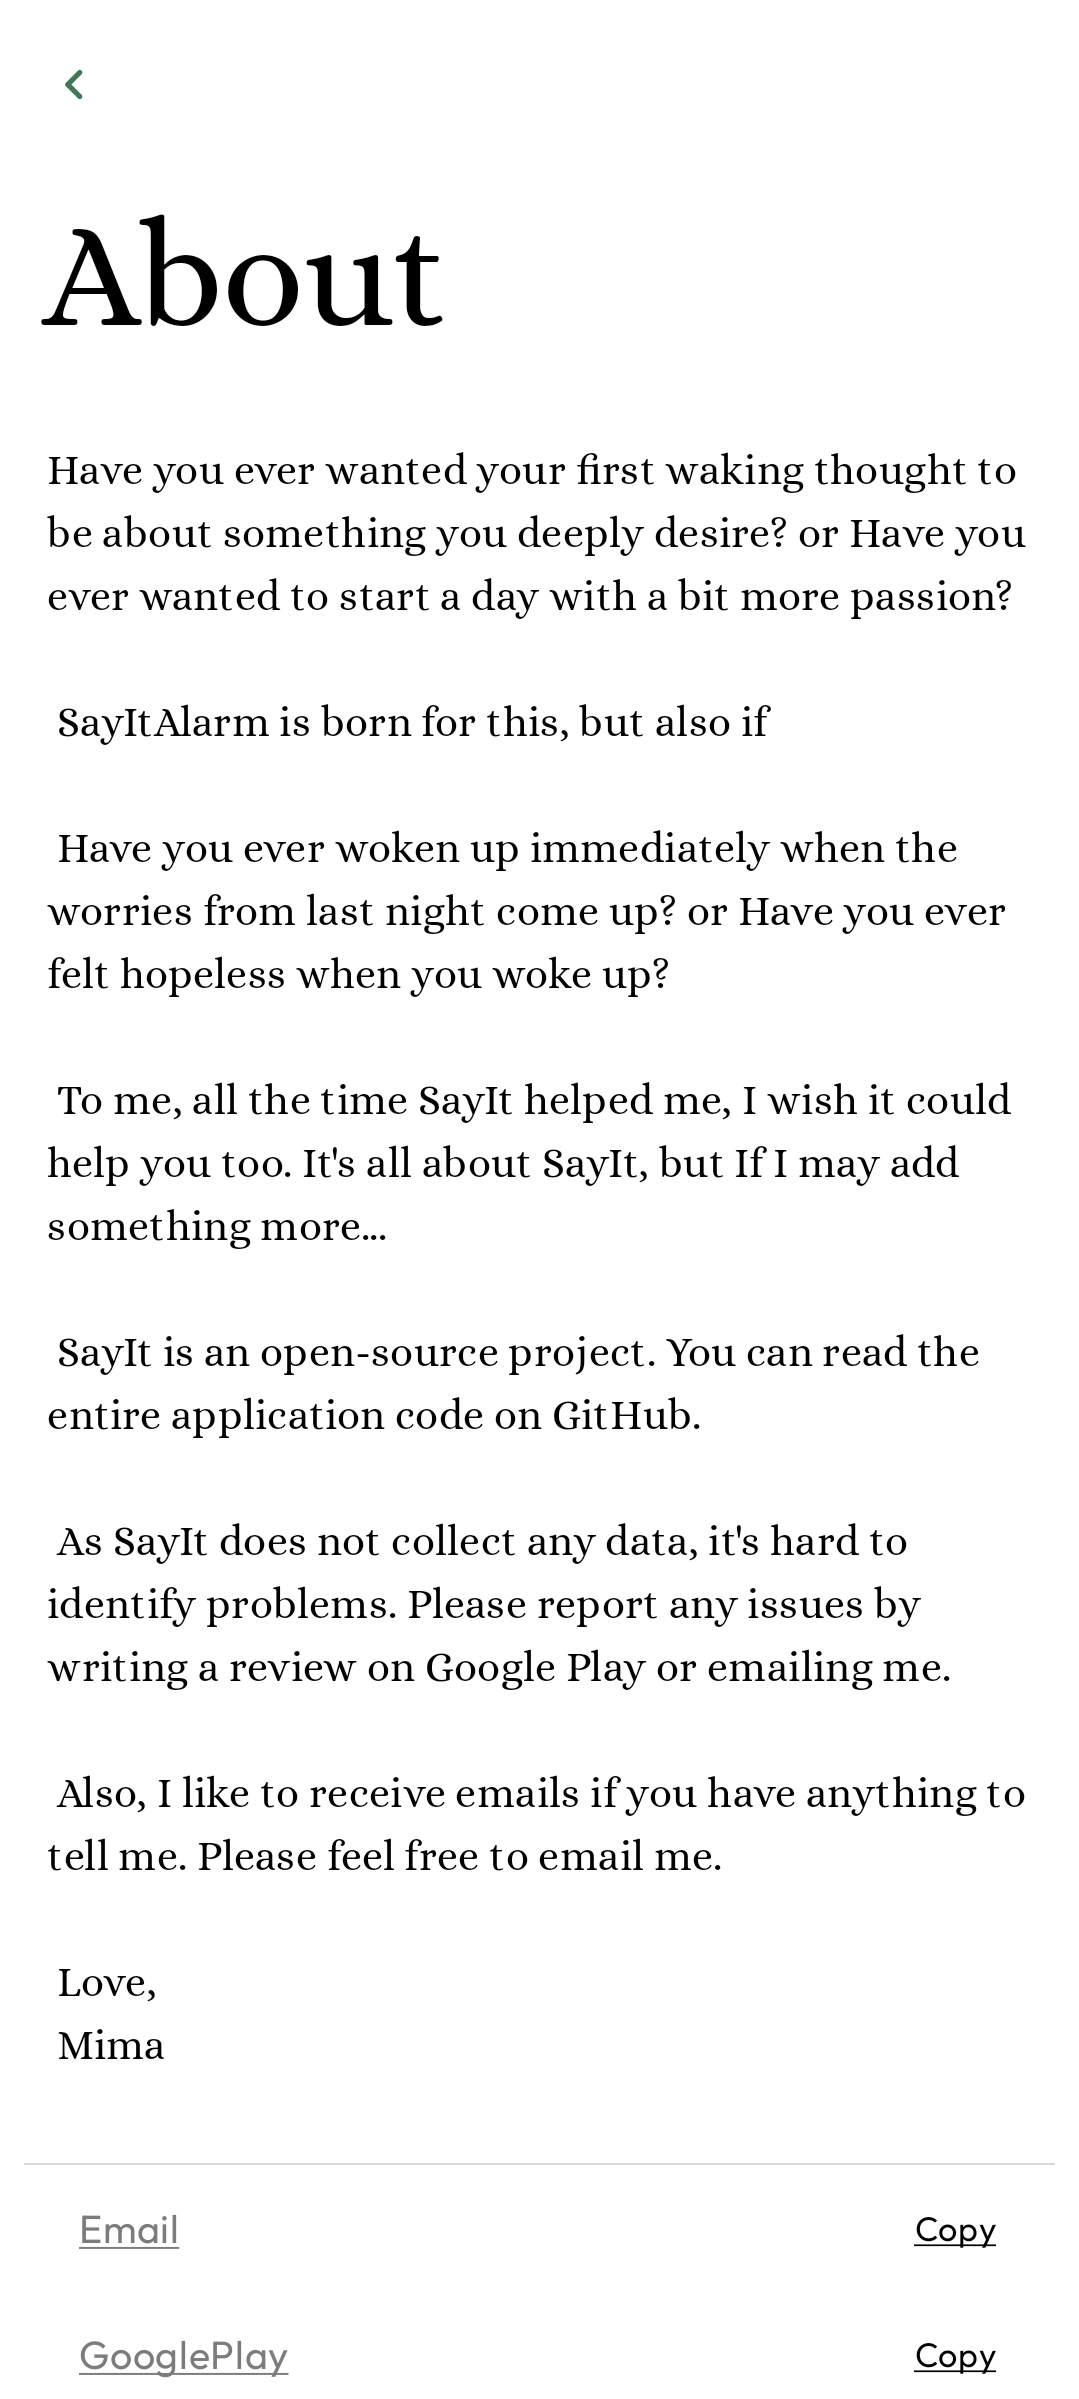 About
Have you ever wanted your first waking thought to
be about something you deeply desire? or Have you
ever wanted to start a day with a bit more passion?
SayItAlarm is born for this, but also if
Have you ever woken up immediately when the
worries from last night come up? or Have you ever
felt hopeless when you woke up?
To me, all the time SayIt helped me, I wish it could
help you too. It's all about SayIt, but If I may add
something more...
SayIt is an open-source project. You can read the
entire application code on GitHub.
As SayIt does not collect any data, it's hard to
identify problems. Please report any issues by
writing a review on Google Play or emailing me.
Also, I like to receive emails if you have anything to
tell me. Please feel free to email me.
Love,
Mima
Email Copy
GooglePlay Copy